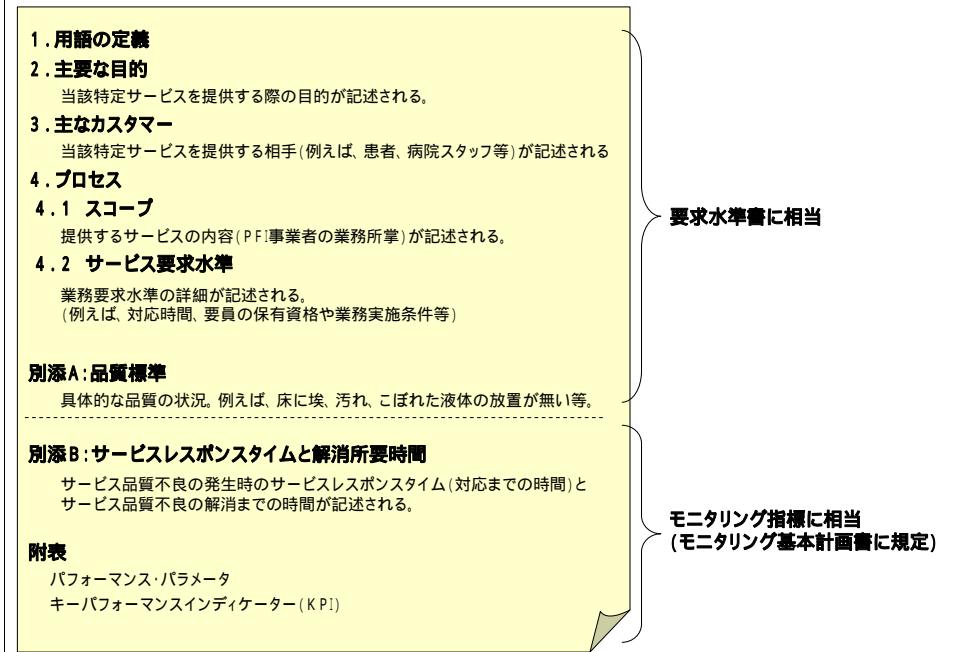 1.用語の定義
2.主要な目的
当該特定サービスを提供する際の目的が記述される。
3.主なカスタマー
当該特定サービスを提供する相手(例えば、患者、病院スタッフ等)が記述される
4.プロセス
4.1 スコープ
提供するサービスの内容(PFI事業者の業務所掌)が記述される。
4.2 サービス要求水準
業務要求水準の詳細が記述される。
(例えば、対応時間、要員の保有資格や業務実施条件等)
別添A:品質標準
具体的な品質の状況。例えば、床に埃、汚れ、こぼれた液体の放置が無い等。
要求水準書に相当
別添B:サービスレスポンスタイムと解消所要時間
サービス品質不良の発生時のサービスレスポンスタイム(対応までの時間)と
サービス品質不良の解消までの時間が記述される。
附表
パフォーマンス・パラメータ
キーパフォーマンスインディケーター(KPI)
モニタリング指標に相当
(モニタリング基本計画書に規定)